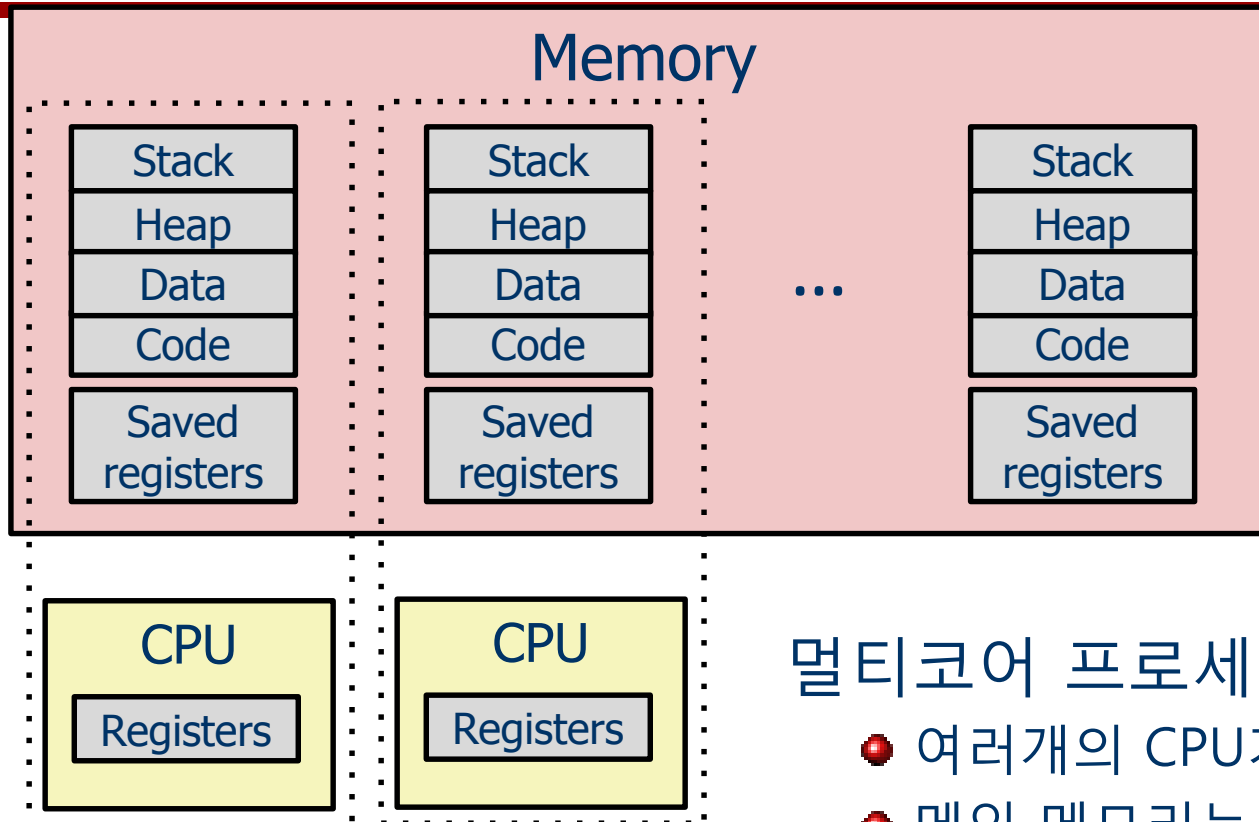 Memory
Stack
Heap
Data
Code
Saved
registers
Stack
Heap
Data
Code
Saved
registers
...
Stack
Heap
Data
Code
Saved
registers
CPU
Registers
CPU
Registers
멀티코어 프로세
여러개의 CPU